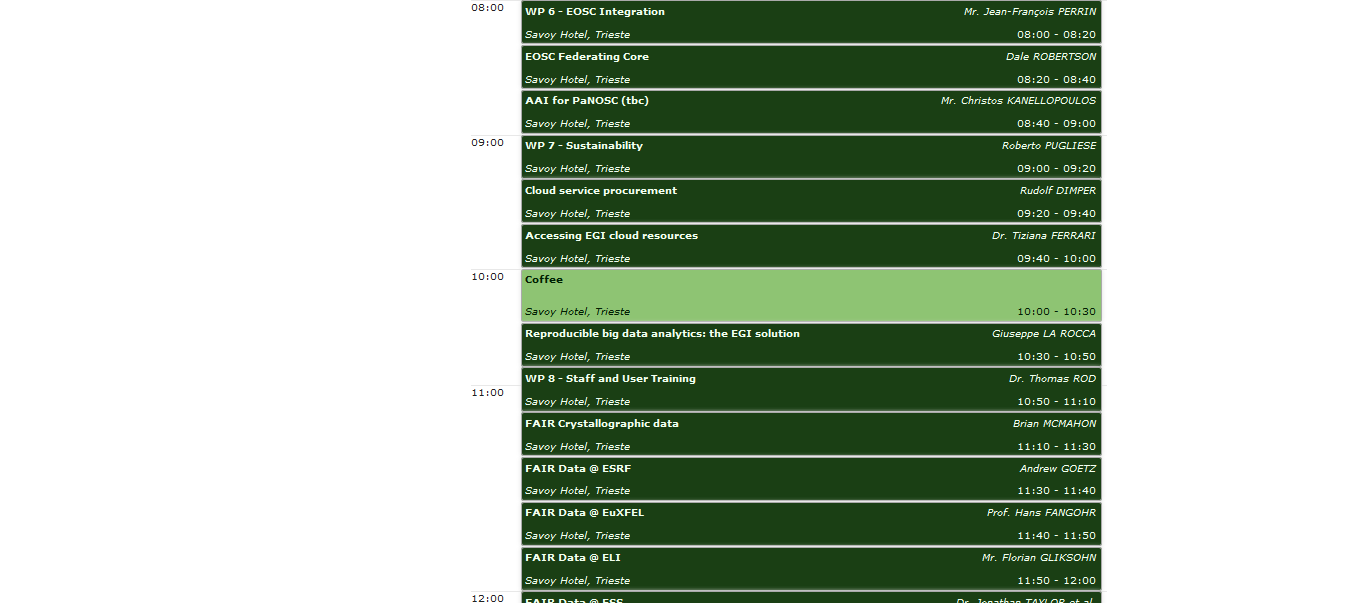 08:00
WP 6 - EOSC Integration Mr. Jean-François PERRIN
Savoy Hotel, Trieste 08:00 - 08:20
EOSC Federating Core Dale ROBERTSON
Savoy Hotel, Trieste 08:20 - 08:40
AAI for PaNOSC (tbc) Mr. Christos KANELLOPOULOS
Savoy Hotel, Trieste 08:40 - 09:00
09:00
WP 7 - Sustainability Roberto PUGLIESE
Savoy Hotel, Trieste 09:00 - 09:20
Cloud service procurement Rudolf DIMPER
Savoy Hotel, Trieste 09:20 - 09:40
Accessing EGI cloud resources Dr. Tiziana FERRARI
Savoy Hotel, Trieste 09:40 - 10:00
10:00
Coffee
Savoy Hotel, Trieste 10:00 - 10:30
Reproducible big data analytics: the EGI solution Giuseppe LA ROCCA
Savoy Hotel, Trieste 10:30 - 10:50
WP 8 - Staff and User Training Dr. Thomas ROD
11:00
Savoy Hotel, Trieste 10:50 - 11:10
FAIR Crystallographic data Brian MCMAHON
Savoy Hotel, Trieste 11:10 - 11:30
FAIR Data @ ESRF Andrew GOETZ
Savoy Hotel, Trieste 11:30 - 11:40
FAIR Data @ EuXFEL Prof. Hans FANGOHR
Savoy Hotel, Trieste 11:40 - 11:50
FAIR Data @ ELI Mr. Florian GLIKSOHN
Savoy Hotel, Trieste 11:50 - 12:00
12:00
FAIR Data @ ESS Dr. Jonathan TAYLOR et al.